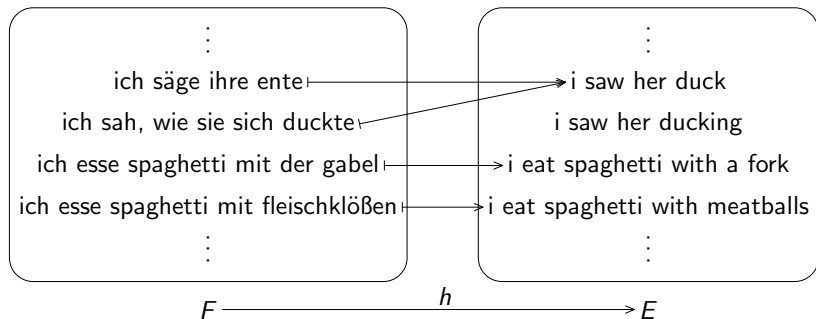 ⋮ ⋮
ich säge ihre ente i saw her duck
ich sah, wie sie sich duckte i saw her ducking
ich esse spaghetti mit der gabel i eat spaghetti with a fork
ich esse spaghetti mit fleischklößen i eat spaghetti with meatballs
⋮ ⋮
F h E